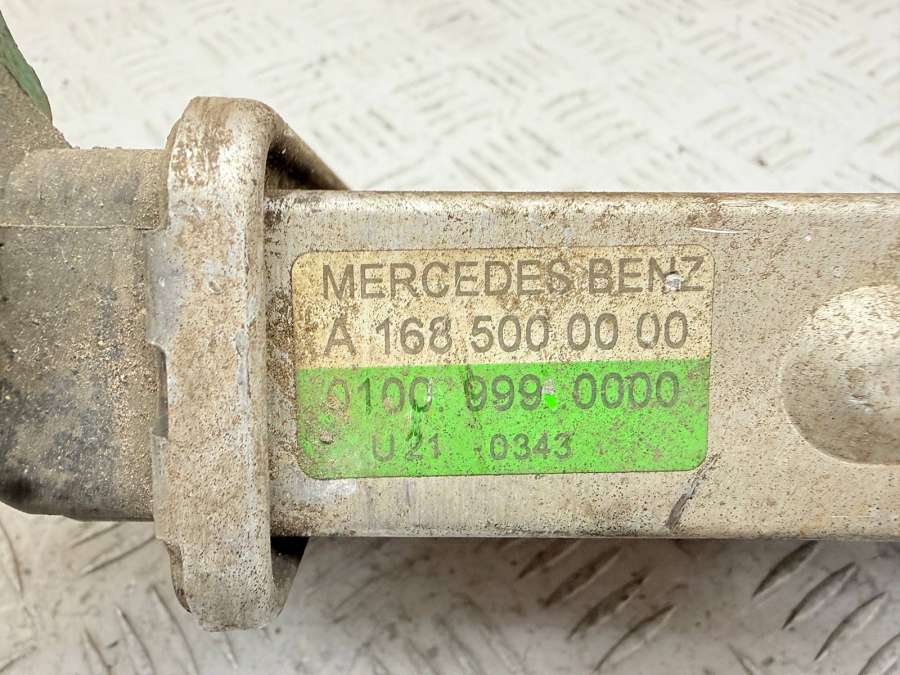 MERCEDES BENZ
A 168 500 00 00
0100 999 0000
U 21 0343